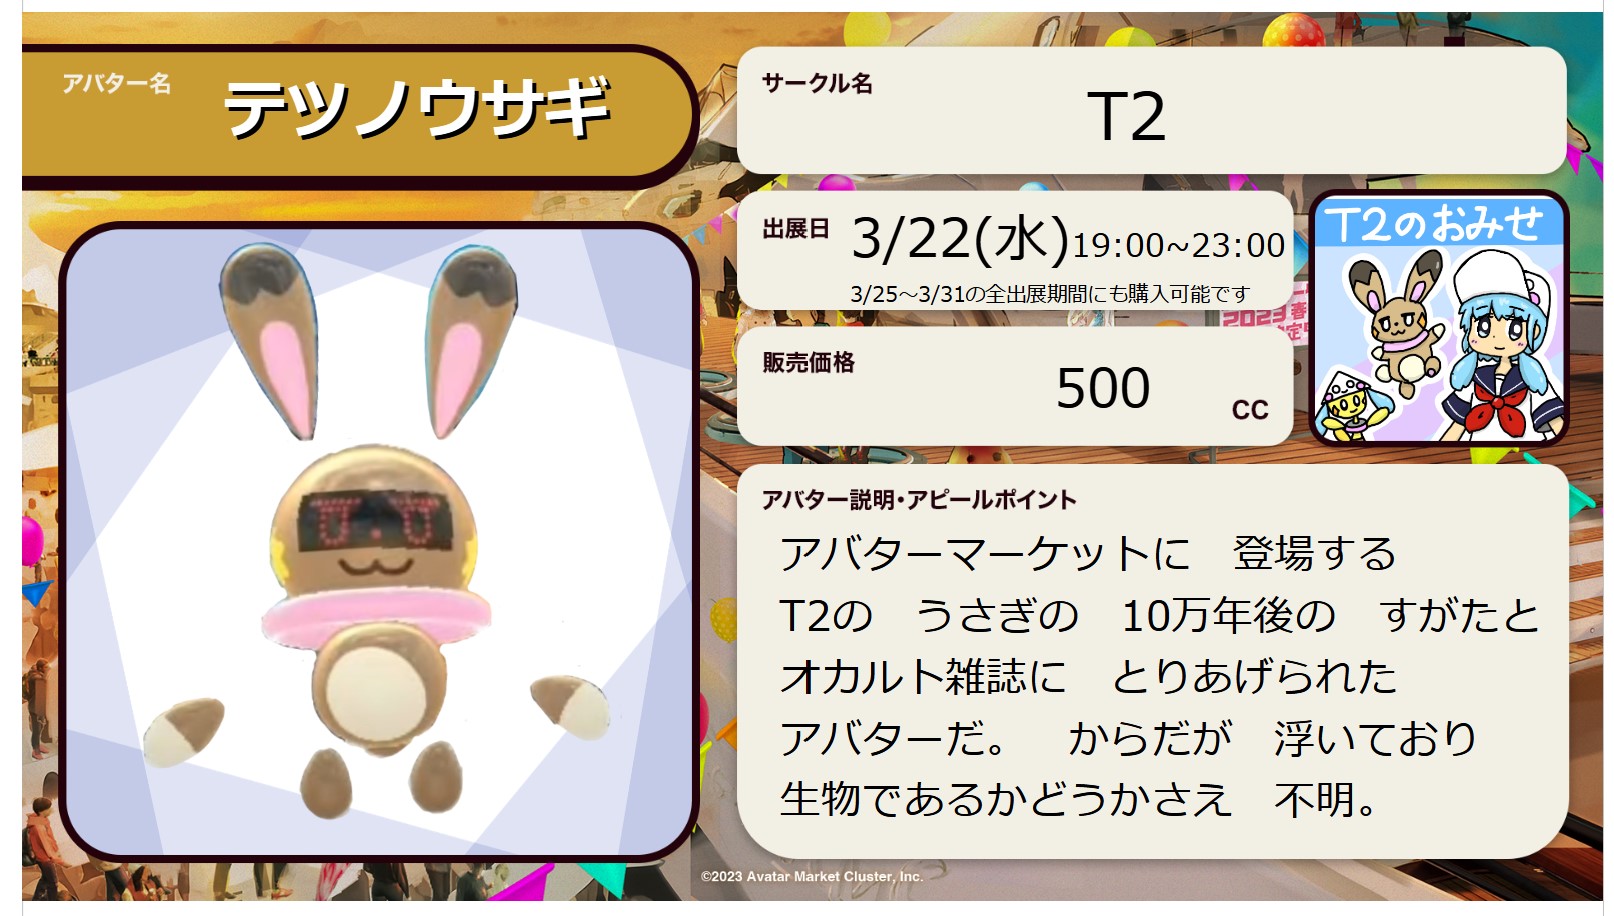 アバター名
テツノウサギ
サークル名
T2
出展日
3/22(水)19:00~23:00
3/25～3/31の全出展期間にも購入可能です
T2のおみせ
2023春
販売価格
500
CC
アバター説明・アピールポイント
アバターマーケットに　登場する
T2の　うさぎの　10万年後の　すがたと
オカルト雑誌に　とりあげられた
アバターだ。　からだが　浮いており
生物であるかどうかさえ　不明。
©2023 Avatar Market Cluster, Inc.